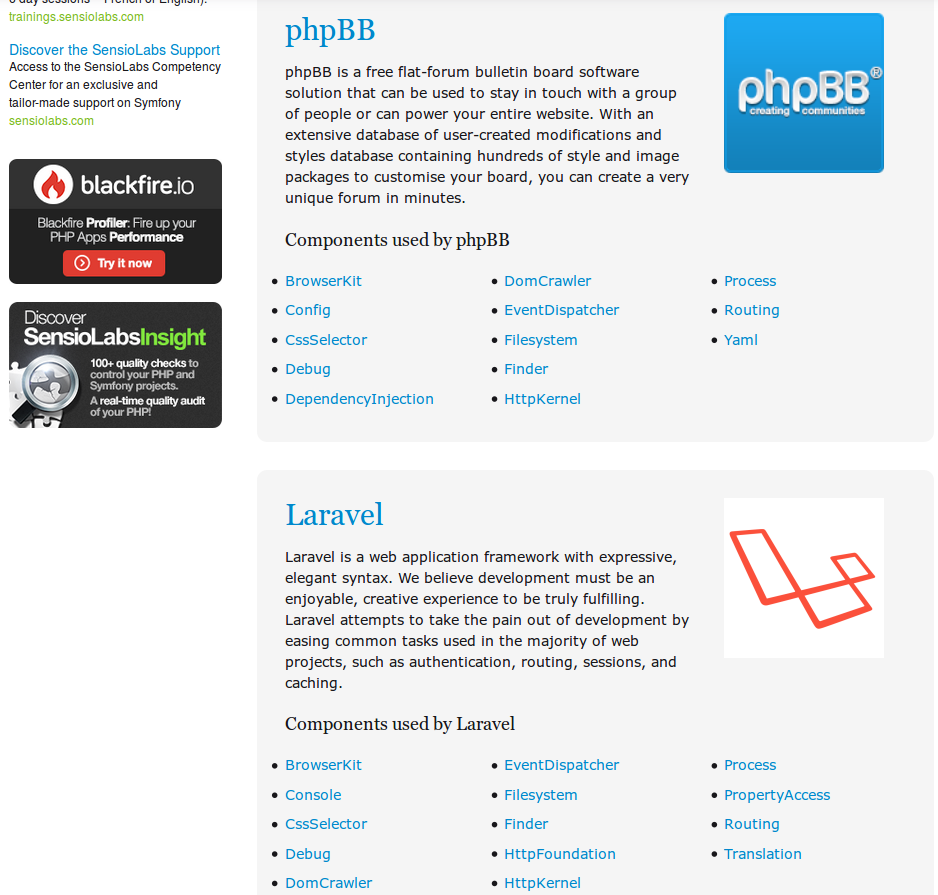 trainings.sensiolabs.com
Discover the SensioLabs Support
Access to the SensioLabs Competency
Center for an exclusive and
tailor-made support on Symfony
sensiolabs.com
blackfire.io
Blackfire Profiler: Fire up your
PHP Apps Performance
Try it now
Discover
SensioLabsInsight
100+ quality checks to
control your PHP and
Symfony projects.
A real-time quality audit
of your PHP!
phpBB
phpBB is a free flat-forum bulletin board software
solution that can be used to stay in touch with a group
of people or can power your entire website. With an
extensive database of user-created modifications and
styles database containing hundreds of style and image
packages to customise your board, you can create a very
unique forum in minutes.
phpBB®
creating communities
Components used by phpBB
BrowserKit
Config
CssSelector
Debug
DependencyInjection
DomCrawler
EventDispatcher
Filesystem
Finder
HttpKernel
Process
Routing
Yaml
Laravel
Laravel is a web application framework with expressive,
elegant syntax. We believe development must be an
enjoyable, creative experience to be truly fulfilling.
Laravel attempts to take the pain out of development by
easing common tasks used in the majority of web
projects, such as authentication, routing, sessions, and
caching.
Components used by Laravel
BrowserKit
Console
CssSelector
Debug
DomCrawler
EventDispatcher
Filesystem
Finder
HttpFoundation
HttpKernel
Process
PropertyAccess
Routing
Translation